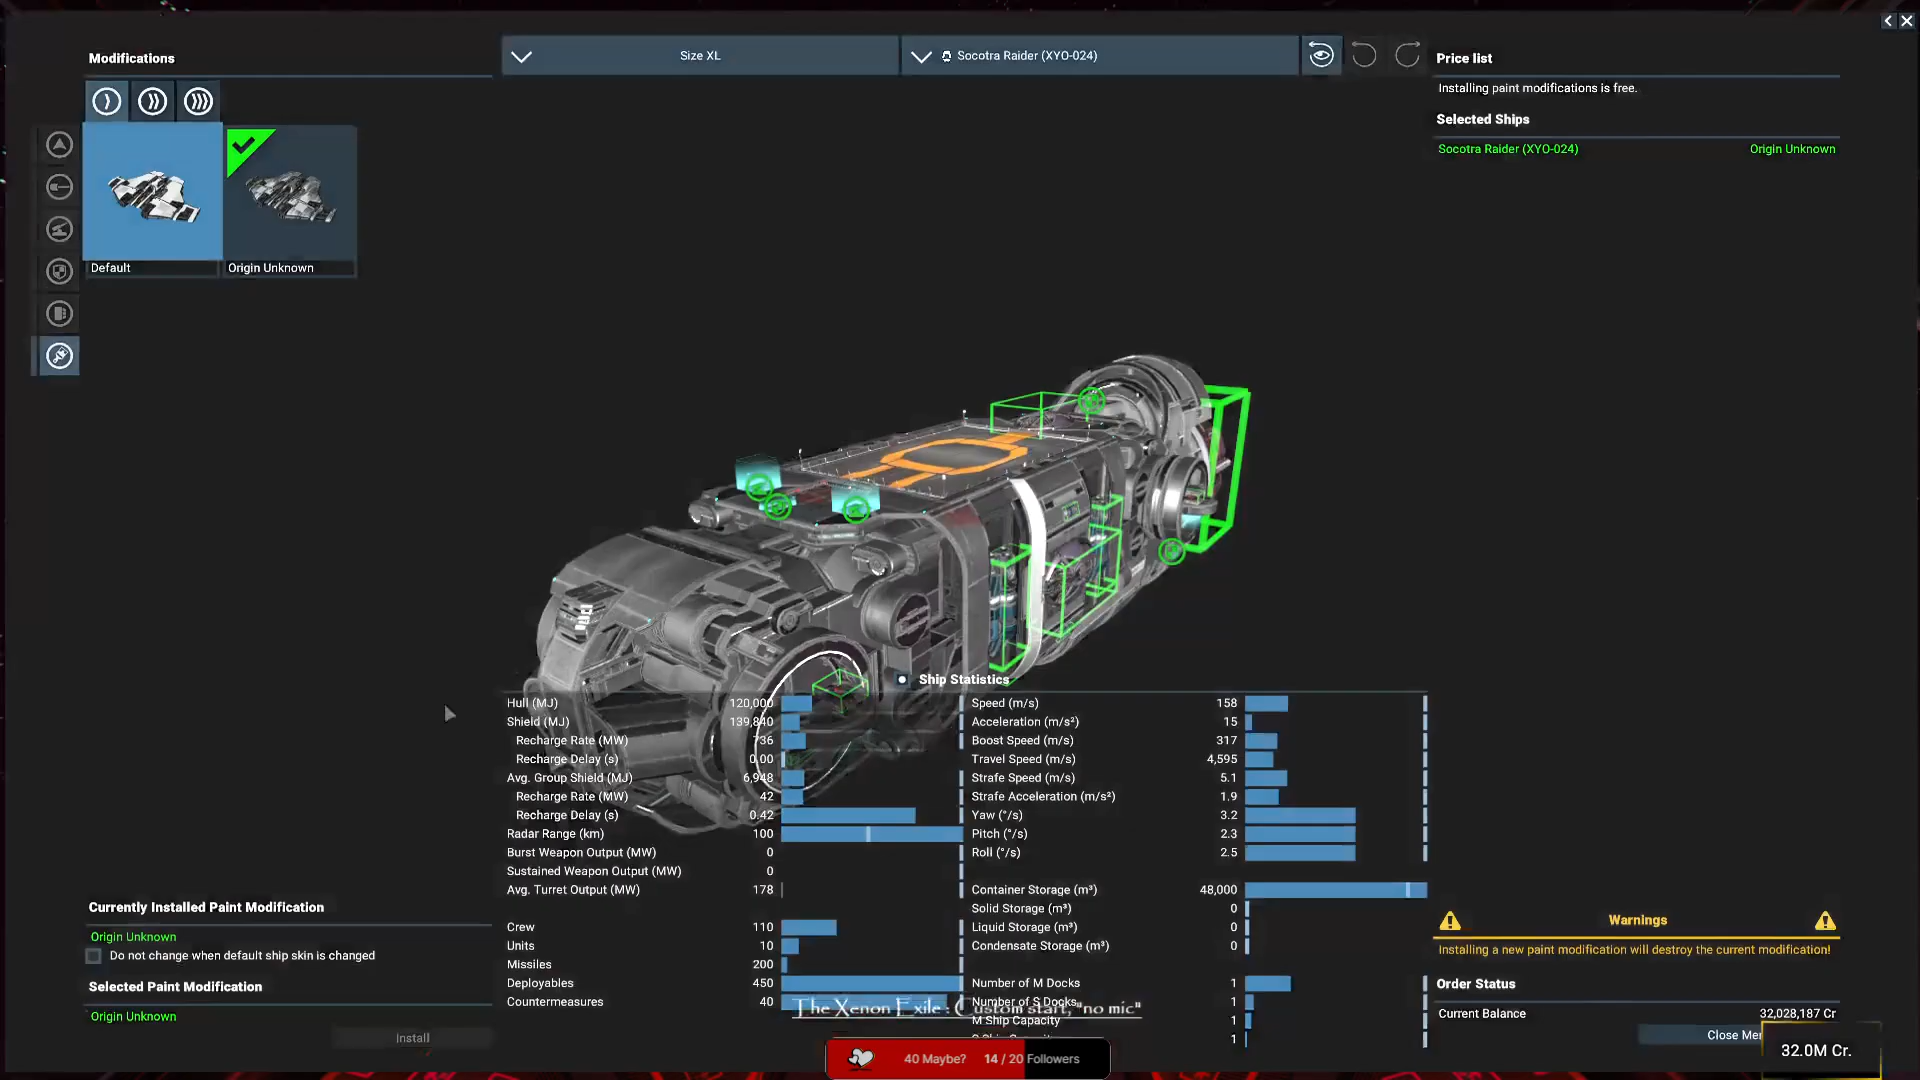 Modifications
Size XL
Socotra Raider (XYO-024)
Price list
Installing paint modifications is free.
Selected Ships
Socotra Raider (XYO-024) Origin Unknown
Default
Origin Unknown
Ship Statistics
Hull (MJ) 120,000
Shield (MJ) 139,840
Recharge Rate (MW) 736
Recharge Delay (s) 0.00
Avg. Group Shield (MJ) 6,948
Recharge Rate (MW) 42
Recharge Delay (s) 0.42
Radar Range (km) 100
Burst Weapon Output (MW) 0
Sustained Weapon Output (MW) 0
Avg. Turret Output (MW) 178
Crew 110
Units 10
Missiles 200
Deployables 450
Countermeasures 40
Speed (m/s) 158
Acceleration (m/s²) 15
Boost Speed (m/s) 317
Travel Speed (m/s) 4,595
Strafe Speed (m/s) 5.1
Strafe Acceleration (m/s²) 1.9
Yaw (°/s) 3.2
Pitch (°/s) 2.3
Roll (°/s) 2.5
Container Storage (m³) 48,000
Solid Storage (m³) 0
Liquid Storage (m³) 0
Condensate Storage (m³) 0
Number of M Docks 1
Number of S Docks 1
M Ship Capacity 1
1
The Xenon Exile : Custom start, "no mic"
40 Maybe? 14 / 20 Followers
Currently Installed Paint Modification
Origin Unknown
Do not change when default ship skin is changed
Selected Paint Modification
Origin Unknown
Install
Warnings
Installing a new paint modification will destroy the current modification!
Order Status
Current Balance 32,028,187 Cr
Close Me
32.0M Cr.